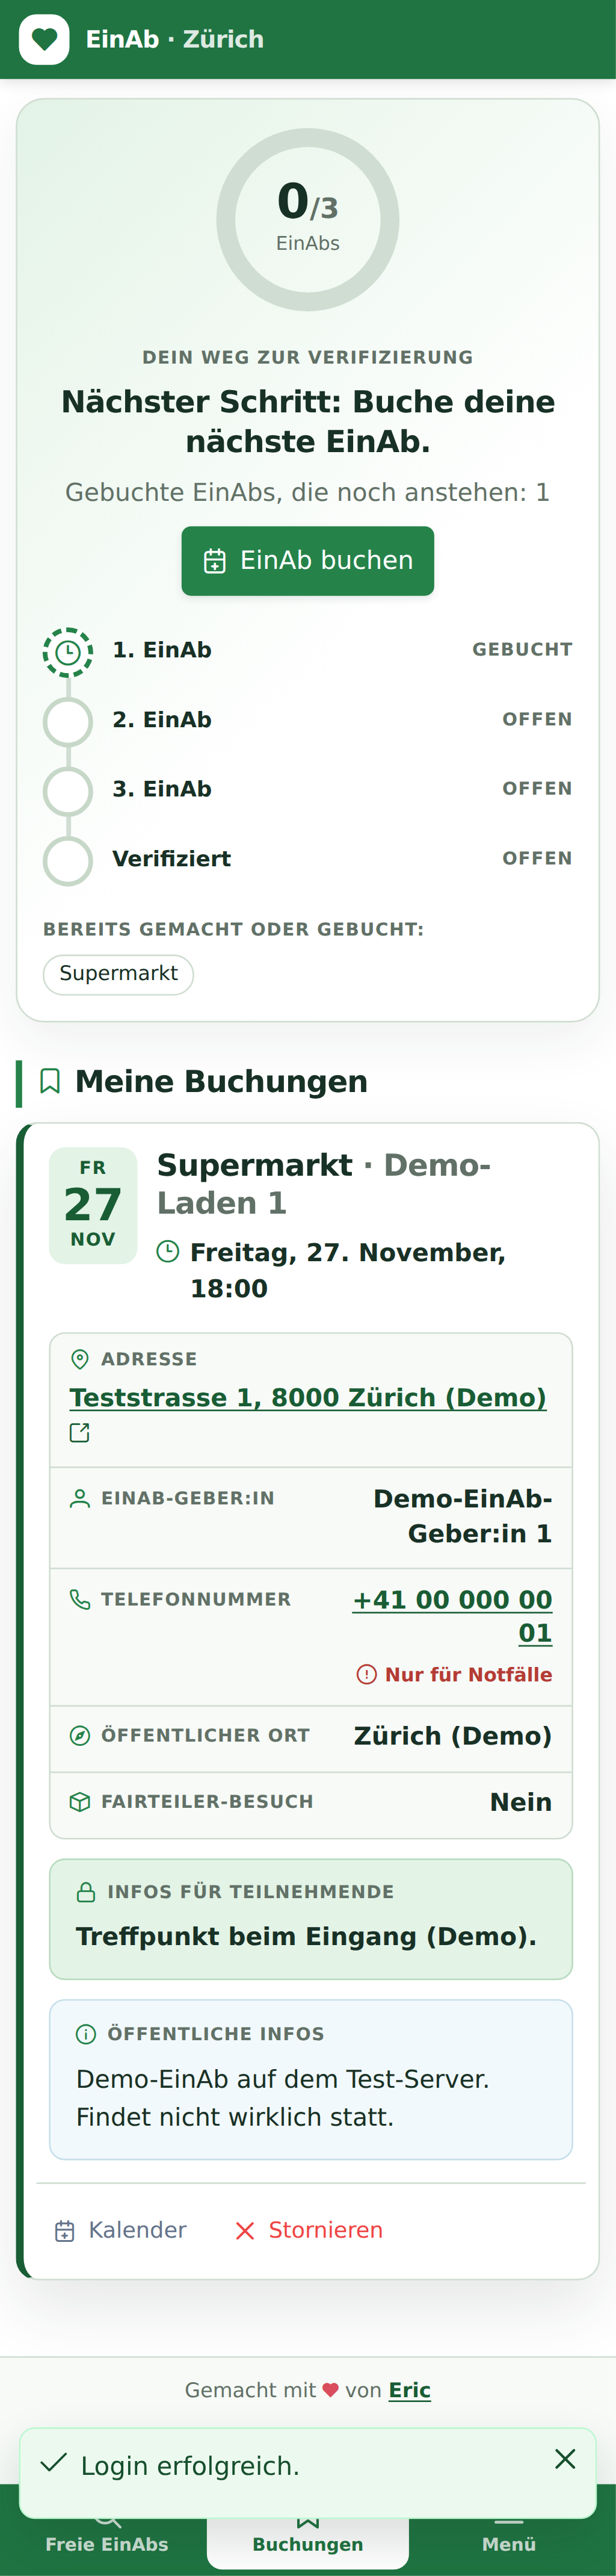 EinAb · Zürich
0/3
EinAbs
DEIN WEG ZUR VERIFIZIERUNG
Nächster Schritt: Buche deine
nächste EinAb.
Gebuchte EinAbs, die noch anstehen: 1
EinAb buchen
1. EinAb GEBUCHT
2. EinAb OFFEN
3. EinAb OFFEN
Verifiziert OFFEN
BEREITS GEMACHT ODER GEBUCHT:
Supermarkt
Meine Buchungen
FR
27
NOV
Supermarkt · Demo-
Laden 1
Freitag, 27. November,
18:00
ADRESSE
Teststrasse 1, 8000 Zürich (Demo)
EINAB-GEBER:IN
Demo-EinAb-
Geber:in 1
TELEFONNUMMER
+41 00 000 00
01
Nur für Notfälle
ÖFFENTLICHER ORT Zürich (Demo)
FAIRTEILER-BESUCH Nein
INFOS FÜR TEILNEHMENDE
Treffpunkt beim Eingang (Demo).
ÖFFENTLICHE INFOS
Demo-EinAb auf dem Test-Server.
Findet nicht wirklich statt.
Kalender Stornieren
Gemacht mit ♥ von Eric
Login erfolgreich.
Freie EinAbs Buchungen Menü